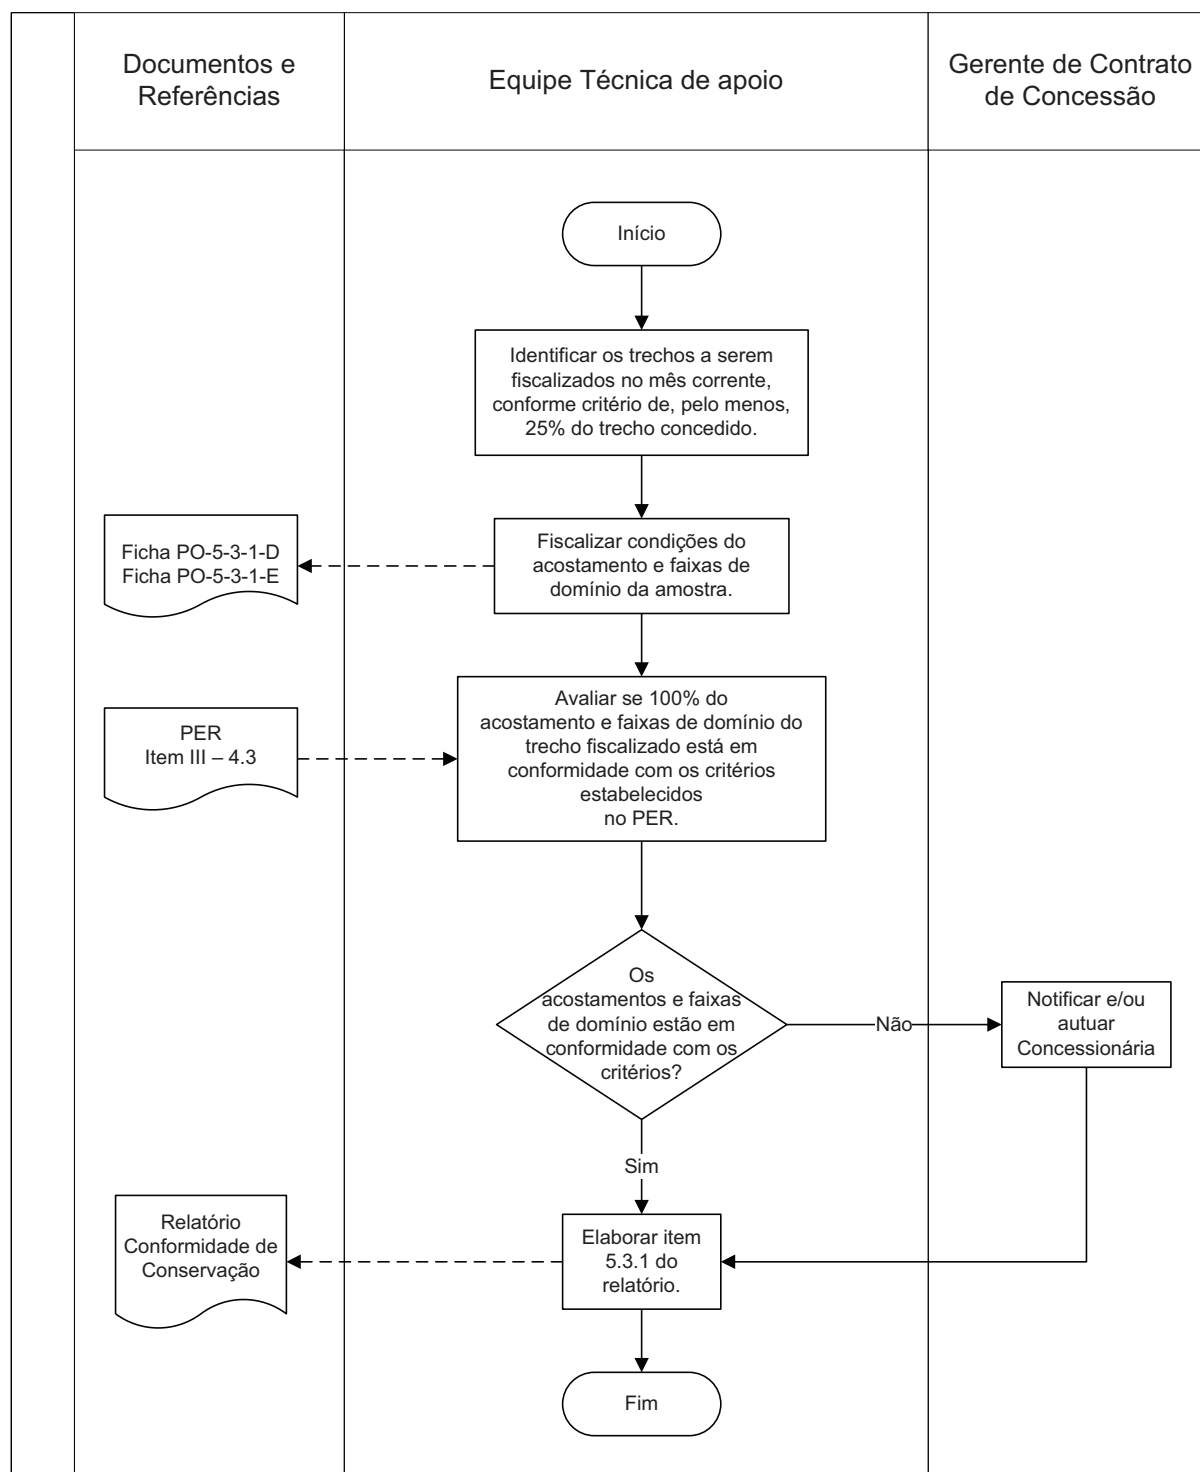 Documentos e
Referências
Equipe Técnica de apoio
Gerente de Contrato
de Concessão
Início
Identificar os trechos a serem
fiscalizados no mês corrente,
conforme critério de, pelo menos,
25% do trecho concedido.
Ficha PO-5-3-1-D
Ficha PO-5-3-1-E
Fiscalizar condições do
acostamento e faixas de
domínio da amostra.
PER
Item III – 4.3
Avaliar se 100% do
acostamento e faixas de domínio do
trecho fiscalizado está em
conformidade com os critérios
estabelecidos
no PER.
Os
acostamentos e faixas
de domínio estão em
conformidade com os
critérios?
Não
Notificar e/ou
autuar
Concessionária
Sim
Relatório
Conformidade de
Conservação
Elaborar item
5.3.1 do
relatório.
Fim